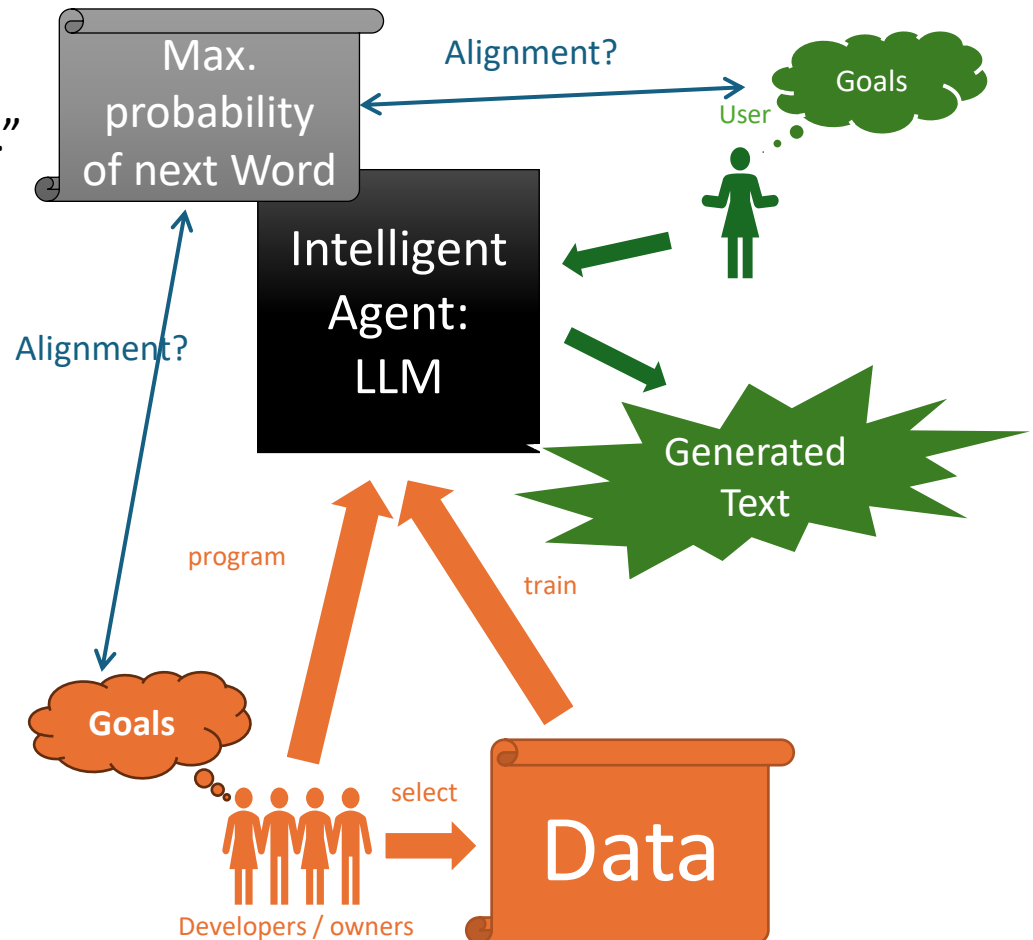 Max.
probability
of next Word
.”
Alignment?
Goals
User
Intelligent
Agent:
LLM
Alignment?
Generated
Text
program
train
Goals
select
Data
Developers / owners